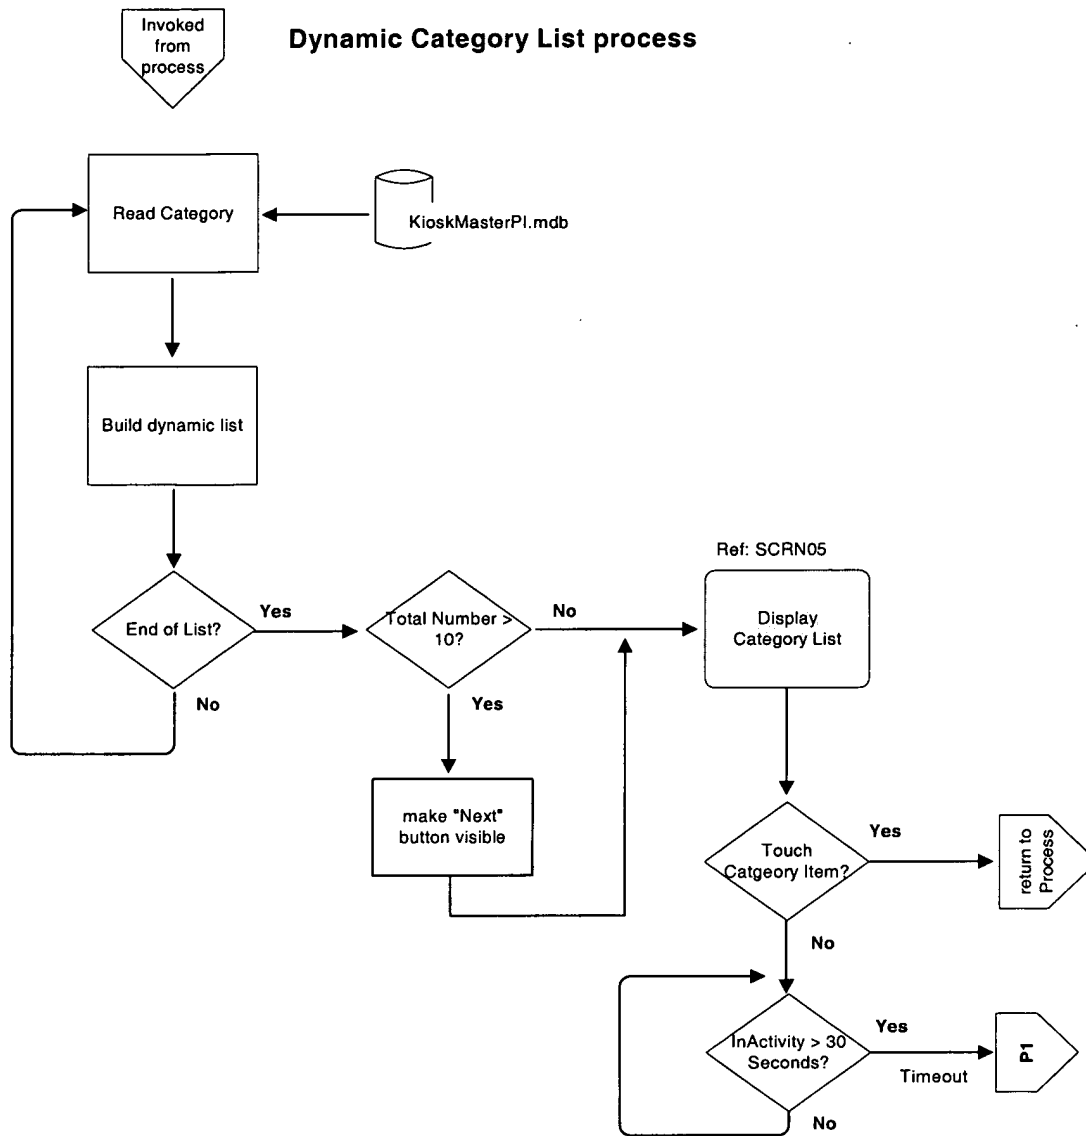 Invoked
from
process
Dynamic Category List process
Read Category
KioskMasterPI.mdb
Build dynamic list
Ref: SCRN05
End of List?
Yes
No
Total Number >
10?
No
Yes
Display
Category List
make "Next"
button visible
Touch
Catgeory Item?
Yes
No
return to
Process
InActivity > 30
Seconds?
Yes
Timeout
No
P1